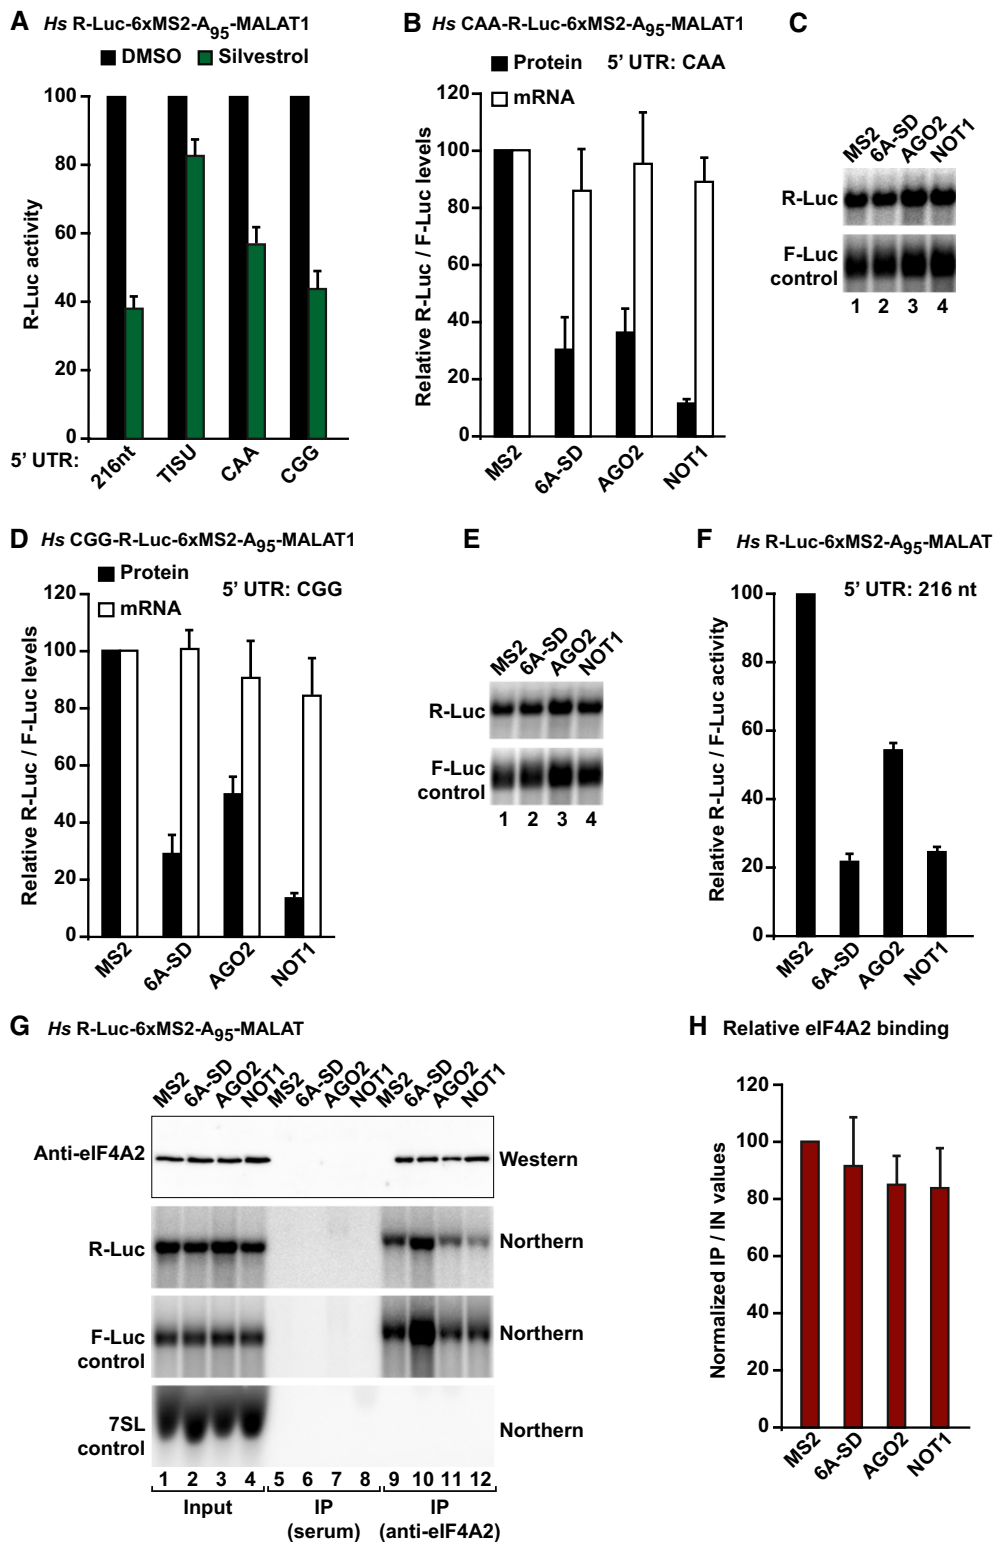 A Hs R-Luc-6xMS2-A95-MALAT1
DMSO Silvestrol
R-Luc activity
100
80
60
40
20
0
5’ UTR:
216nt TISU CAA CGG
B Hs CAA-R-Luc-6xMS2-A95-MALAT1
Protein 5’ UTR: CAA
mRNA
Relative R-Luc / F-Luc levels
120
100
80
60
40
20
0
MS2 6A-SD AGO2 NOT1
C
MS2 6A-SD AGO2 NOT1
R-Luc
F-Luc
control
1 2 3 4
D Hs CGG-R-Luc-6xMS2-A95-MALAT1
Protein
5’ UTR: CGG
mRNA
Relative R-Luc / F-Luc levels
120
100
80
60
40
20
0
MS2 6A-SD AGO2 NOT1
E
MS2 6A-SD AGO2 NOT1
R-Luc
F-Luc
control
1 2 3 4
F Hs R-Luc-6xMS2-A95-MALAT
5’ UTR: 216 nt
Relative R-Luc / F-Luc activity
100
80
60
40
20
0
MS2 6A-SD AGO2 NOT1
G Hs R-Luc-6xMS2-A95-MALAT
MS2 6A-SD AGO2 NOT1 MS2 6A-SD AGO2 NOT1 MS2 6A-SD AGO2 NOT1
Anti-eIF4A2 Western
R-Luc Northern
F-Luc
control
Northern
7SL
control
Northern
1 2 3 4 5 6 7 8 9 10 11 12
Input IP IP
(serum) (anti-eIF4A2)
H Relative eIF4A2 binding
Normalized IP / IN values
120
100
80
60
40
20
0
MS2 6A-SD AGO2 NOT1